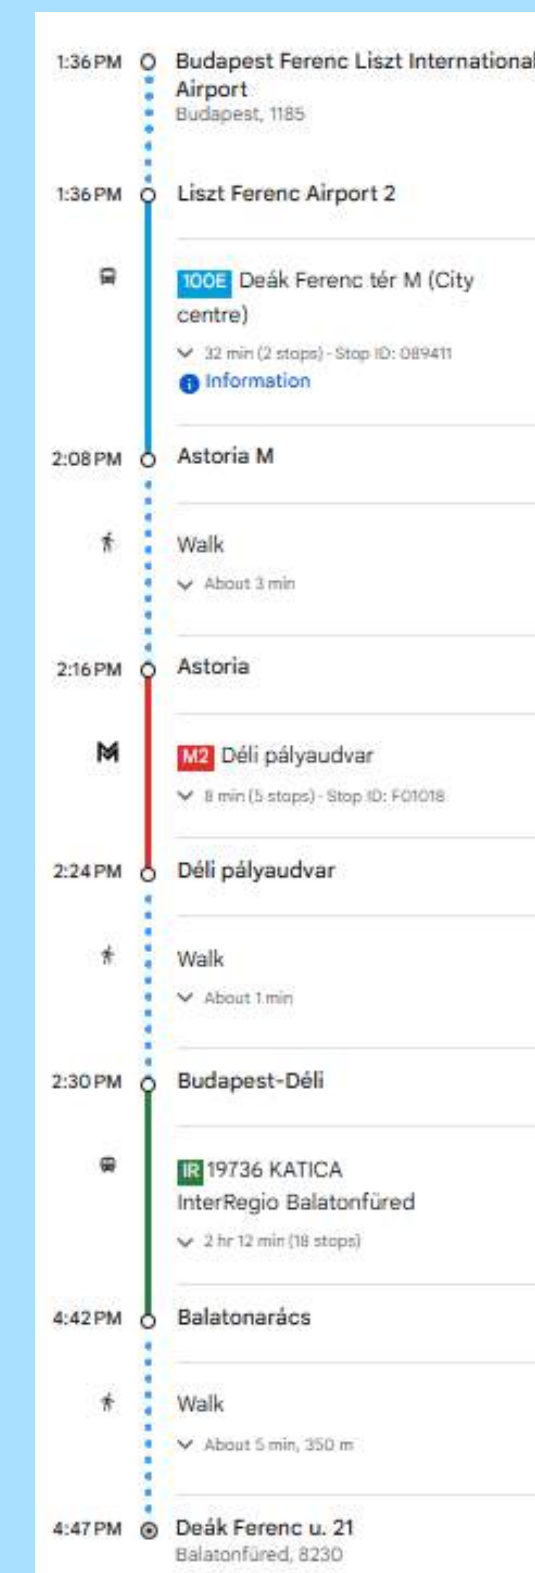 1:36 PM Budapest Ferenc Liszt International
Airport
Budapest, 1185
1:36 PM Liszt Ferenc Airport 2
100E Deák Ferenc tér M (City
centre)
32 min (2 stops) · Stop ID: 089411
Information
2:08 PM Astoria M
Walk
About 3 min
2:16 PM Astoria
M2 Déli pályaudvar
8 min (5 stops) · Stop ID: F01018
2:24 PM Déli pályaudvar
Walk
About 1 min
2:30 PM Budapest-Déli
IR 19736 KATICA
InterRegio Balatonfüred
2 hr 12 min (18 stops)
4:42 PM Balatonarács
Walk
About 5 min, 350 m
4:47 PM Deák Ferenc u. 21
Balatonfüred, 8230